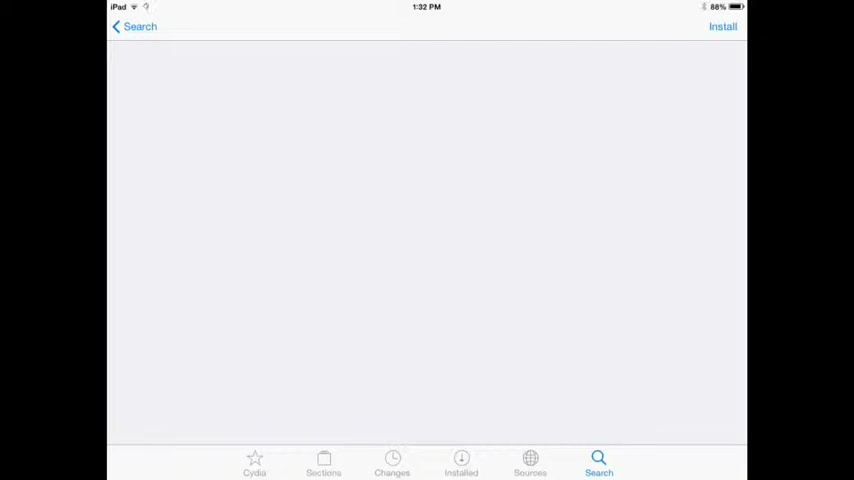 iPad 1:32 PM 88%
Search Install
Cydia Sections Changes Installed Sources Search